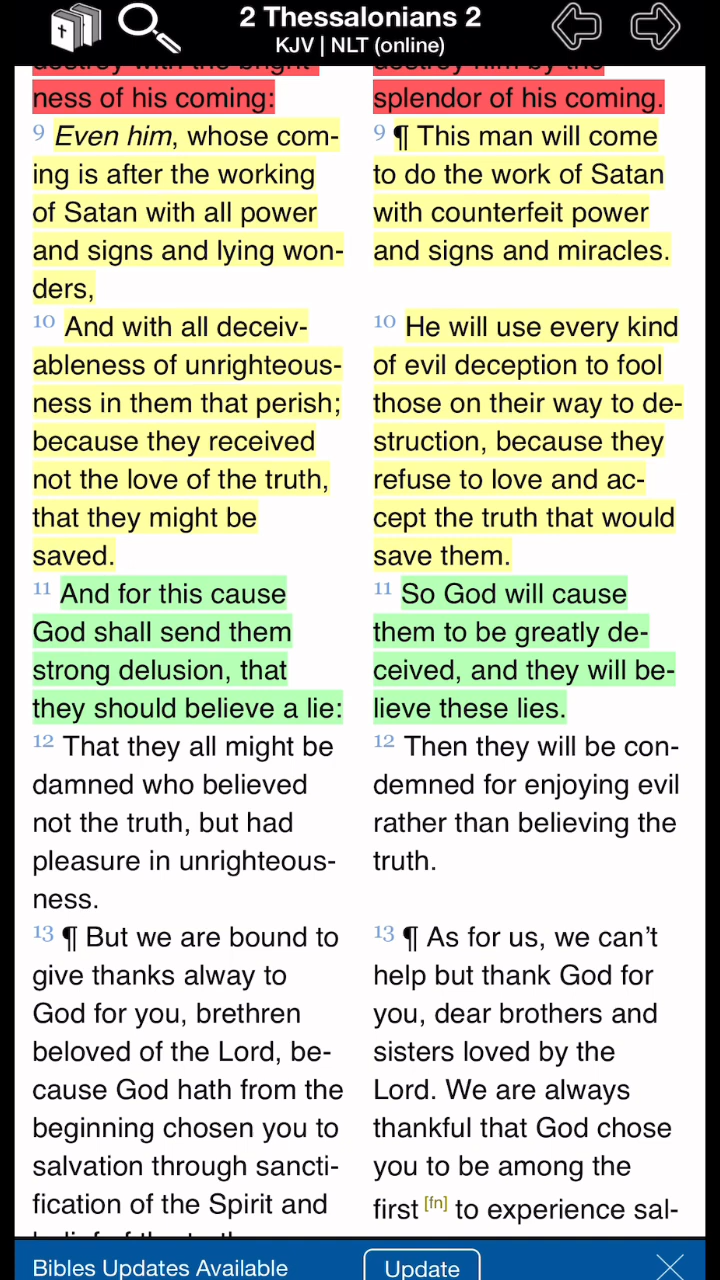 2 Thessalonians 2
KJV | NLT (online)
destroy with the bright-
ness of his coming:
9 Even him, whose com-
ing is after the working
of Satan with all power
and signs and lying won-
ders,
10 And with all deceiv-
ableness of unrighteous-
ness in them that perish;
because they received
not the love of the truth,
that they might be
saved.
11 And for this cause
God shall send them
strong delusion, that
they should believe a lie:
12 That they all might be
damned who believed
not the truth, but had
pleasure in unrighteous-
ness.
13 ¶ But we are bound to
give thanks alway to
God for you, brethren
beloved of the Lord, be-
cause God hath from the
beginning chosen you to
salvation through sancti-
fication of the Spirit and
belief of the truth
destroy him by the
splendor of his coming.
9 ¶ This man will come
to do the work of Satan
with counterfeit power
and signs and miracles.
10 He will use every kind
of evil deception to fool
those on their way to de-
struction, because they
refuse to love and ac-
cept the truth that would
save them.
11 So God will cause
them to be greatly de-
ceived, and they will be-
lieve these lies.
12 Then they will be con-
demned for enjoying evil
rather than believing the
truth.
13 ¶ As for us, we can’t
help but thank God for
you, dear brothers and
sisters loved by the
Lord. We are always
thankful that God chose
you to be among the
first [fn] to experience sal-
Bibles Updates Available
Update